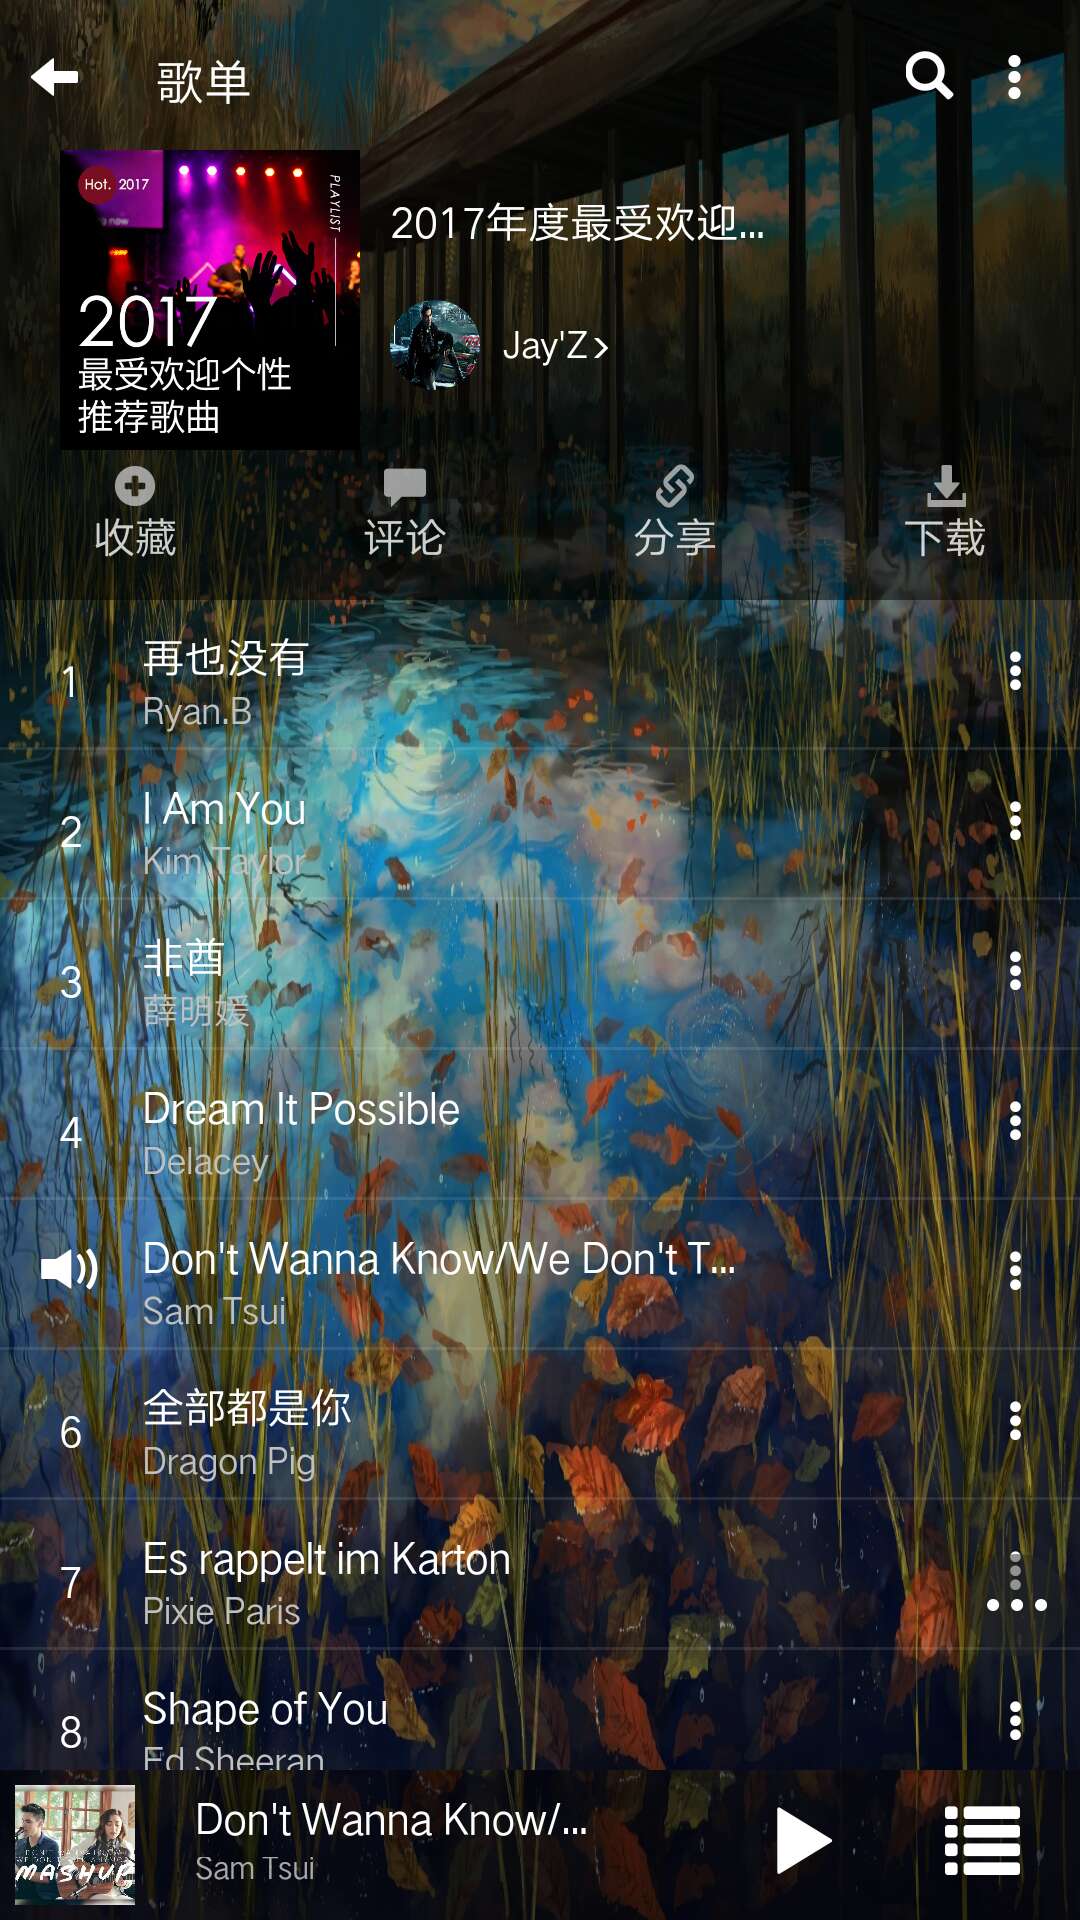 歌单
Hot. 2017
PLAYLIST
2017
最受欢迎个性
推荐歌曲
2017年度最受欢迎...
Jay'Z
收藏
评论
分享
下载
1
再也没有
Ryan.B
2
I Am You
Kim Taylor
3
非酋
薛明媛
4
Dream It Possible
Delacey
Don't Wanna Know/We Don't T...
Sam Tsui
6
全部都是你
Dragon Pig
7
Es rappelt im Karton
Pixie Paris
8
Shape of You
Ed Sheeran
MASHUP
Don't Wanna Know/...
Sam Tsui